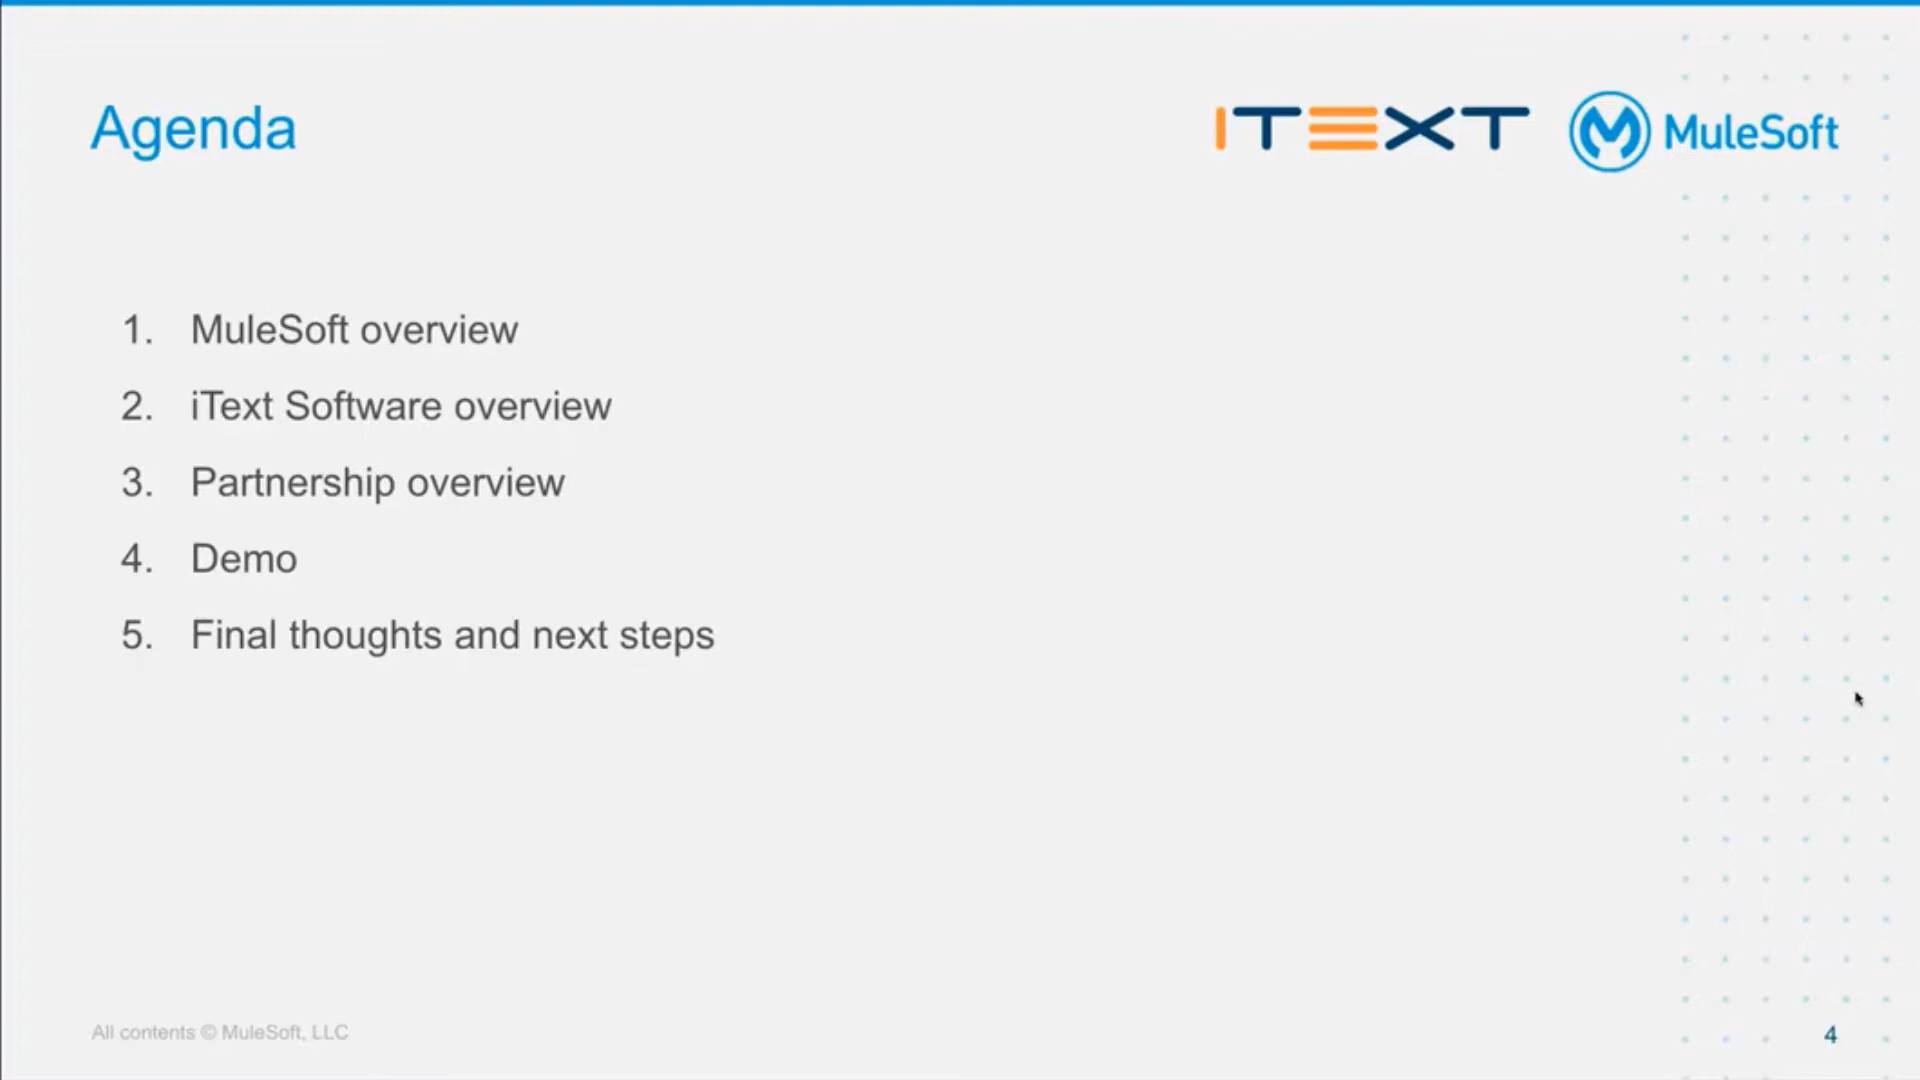 Agenda
ITEXT
MuleSoft
1. MuleSoft overview
2. iText Software overview
3. Partnership overview
4. Demo
5. Final thoughts and next steps
All contents © MuleSoft, LLC
4